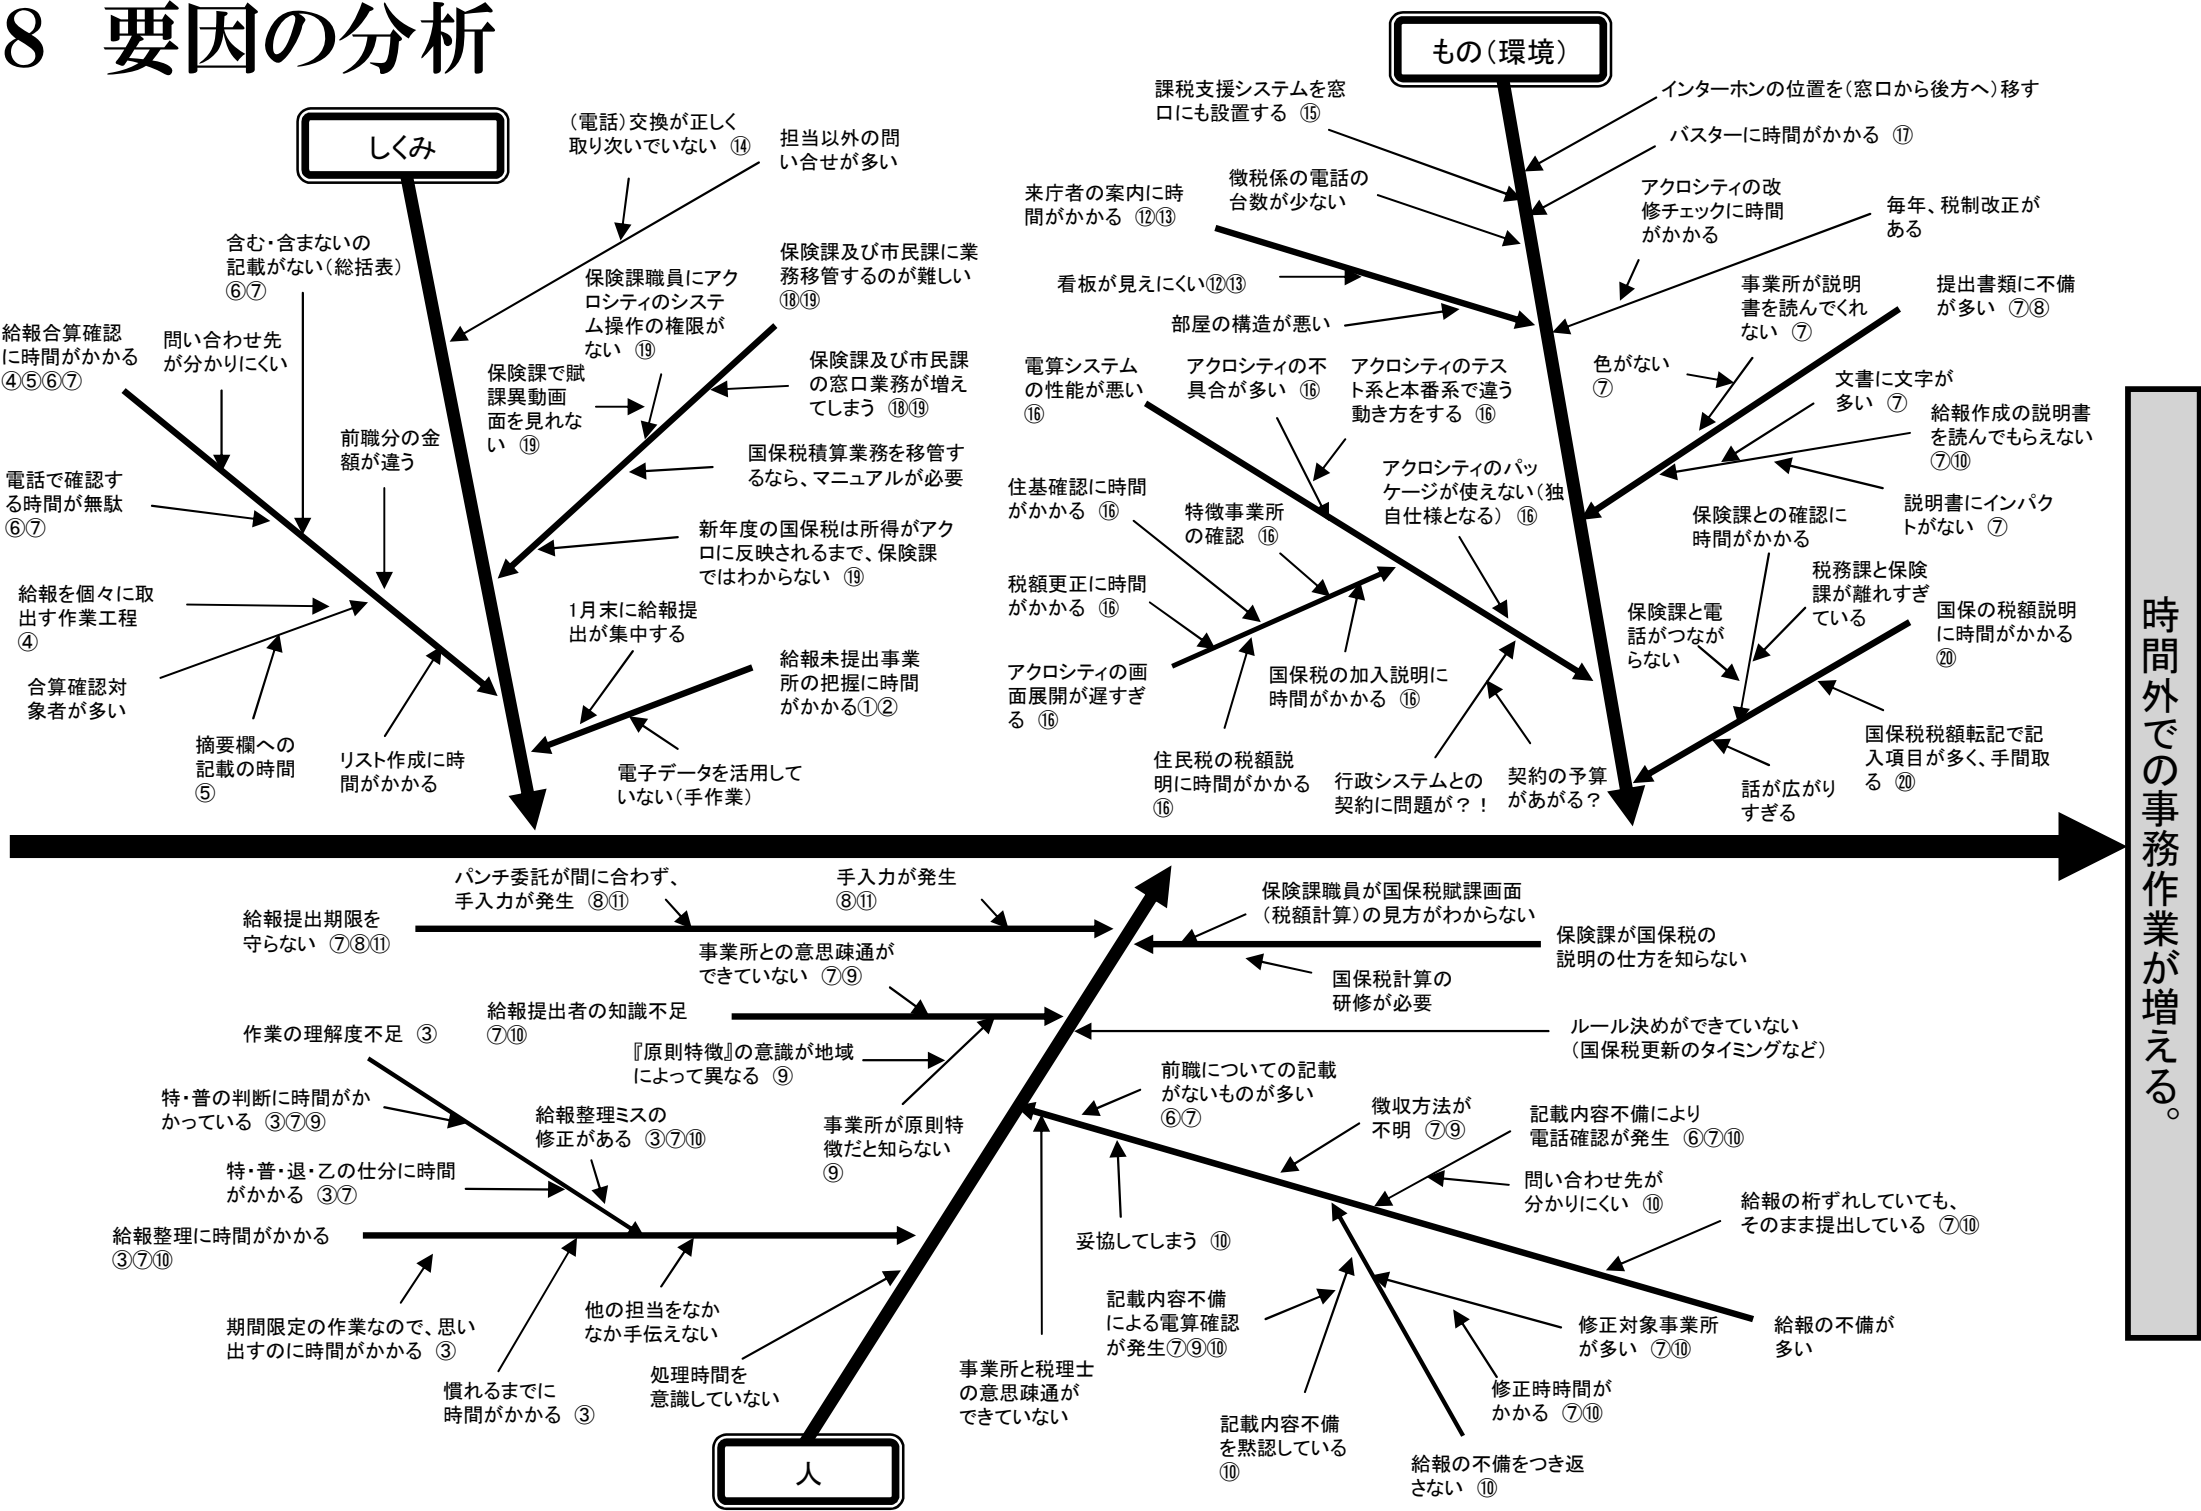 8 要因の分析
しくみ
(電話)交換が正しく
取り次いでいない ⑭
担当以外の問
い合せが多い
含む・含まないの
記載がない(総括表)
⑥⑦
保険課職員にアク
ロシティのシステ
ム操作の権限が
ない ⑲
保険課及び市民課に業
務移管するのが難しい
⑱⑲
給報合算確認
に時間がかかる
④⑤⑥⑦
問い合わせ先
が分かりにくい
保険課で賦
課異動画
面を見れな
い ⑲
保険課及び市民課
の窓口業務が増え
てしまう ⑱⑲
前職分の金
額が違う
国保税積算業務を移管す
るなら、マニュアルが必要
電話で確認す
る時間が無駄
⑥⑦
新年度の国保税は所得がアク
ロに反映されるまで、保険課
ではわからない ⑲
給報を個々に取
出す作業工程
④
1月末に給報提
出が集中する
合算確認対
象者が多い
給報未提出事業
所の把握に時間
がかかる①②
摘要欄への
記載の時間
⑤
リスト作成に時
間がかかる
電子データを活用して
いない(手作業)
もの(環境)
課税支援システムを窓
口にも設置する ⑮
インターホンの位置を(窓口から後方へ)移す
バスターに時間がかかる ⑰
来庁者の案内に時
間がかかる ⑫⑬
徴税係の電話の
台数が少ない
アクロシティの改
修チェックに時間
がかかる
毎年、税制改正が
ある
看板が見えにくい⑫⑬
部屋の構造が悪い
事業所が説明
書を読んでくれ
ない ⑦
提出書類に不備
が多い ⑦⑧
電算システム
の性能が悪い
⑯
アクロシティの不
具合が多い ⑯
アクロシティのテス
ト系と本番系で違う
動き方をする ⑯
色がない
⑦
文書に文字が
多い ⑦
給報作成の説明書
を読んでもらえない
⑦⑩
住基確認に時間
がかかる ⑯
特徴事業所
の確認 ⑯
アクロシティのパッ
ケージが使えない(独
自仕様となる) ⑯
説明書にインパク
トがない ⑦
保険課との確認に
時間がかかる
税額更正に時間
がかかる ⑯
税務課と保険
課が離れすぎ
ている
保険課と電
話がつなが
らない
国保の税額説明
に時間がかかる
⑳
アクロシティの画
面展開が遅すぎ
る ⑯
国保税の加入説明に
時間がかかる ⑯
住民税の税額説
明に時間がかかる
⑯
行政システムとの
契約に問題が?!
契約の予算
があがる?
国保税税額転記で記
入項目が多く、手間取
る ⑳
話が広がり
すぎる
時間外での事務作業が増える。
パンチ委託が間に合わず、
手入力が発生 ⑧⑪
手入力が発生
⑧⑪
給報提出期限を
守らない ⑦⑧⑪
保険課職員が国保税賦課画面
(税額計算)の見方がわからない
保険課が国保税の
説明の仕方を知らない
事業所との意思疎通が
できていない ⑦⑨
国保税計算の
研修が必要
給報提出者の知識不足
⑦⑩
作業の理解度不足 ③
『原則特徴』の意識が地域
によって異なる ⑨
ルール決めができていない
(国保税更新のタイミングなど)
特・普の判断に時間がか
かっている ③⑦⑨
給報整理ミスの
修正がある ③⑦⑩
事業所が原則特
徴だと知らない
⑨
前職についての記載
がないものが多い
⑥⑦
徴収方法が
不明 ⑦⑨
記載内容不備により
電話確認が発生 ⑥⑦⑩
特・普・退・乙の仕分に時間
がかかる ③⑦
問い合わせ先が
分かりにくい ⑩
給報の桁ずれしていても、
そのまま提出している ⑦⑩
給報整理に時間がかかる
③⑦⑩
妥協してしまう ⑩
期間限定の作業なので、思い
出すのに時間がかかる ③
他の担当をなか
なか手伝えない
記載内容不備
による電算確認
が発生⑦⑨⑩
修正対象事業所
が多い ⑦⑩
給報の不備が
多い
慣れるまでに
時間がかかる ③
処理時間を
意識していない
事業所と税理士
の意思疎通が
できていない
修正時時間が
かかる ⑦⑩
記載内容不備
を黙認している
⑩
給報の不備をつき返
さない ⑩
人